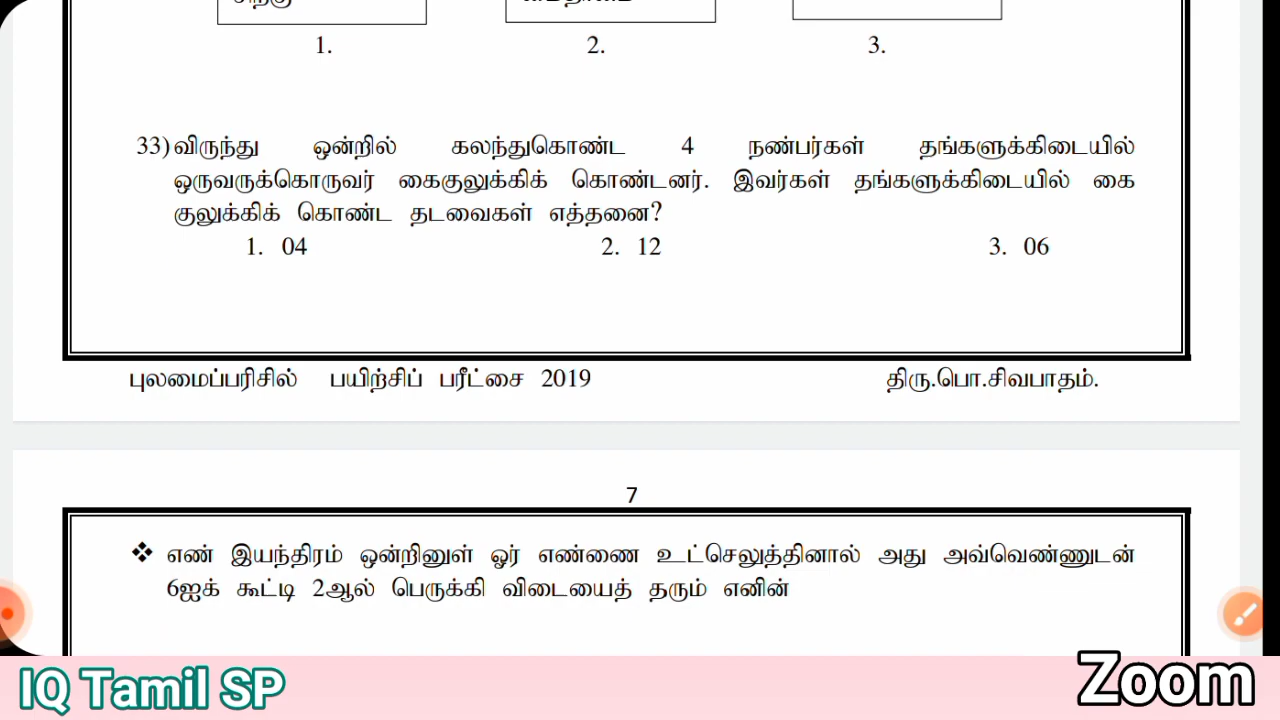 1. 2. 3.
33) விருந்து ஒன்றில் கலந்துகொண்ட 4 நண்பர்கள் தங்களுக்கிடையில்
ஒருவருக்கொருவர் கைகுலுக்கிக் கொண்டனர். இவர்கள் தங்களுக்கிடையில் கை
குலுக்கிக் கொண்ட தடவைகள் எத்தனை?
1. 04 2. 12 3. 06
புலமைப்பரிசில் பயிற்சிப் பரீட்சை 2019 திரு.பொ.சிவபாதம்.
7
❖ எண் இயந்திரம் ஒன்றினுள் ஓர் எண்ணை உட்செலுத்தினால் அது அவ்வெண்ணுடன்
6ஐக் கூட்டி 2ஆல் பெருக்கி விடையைத் தரும் எனின்
IQ Tamil SP Zoom